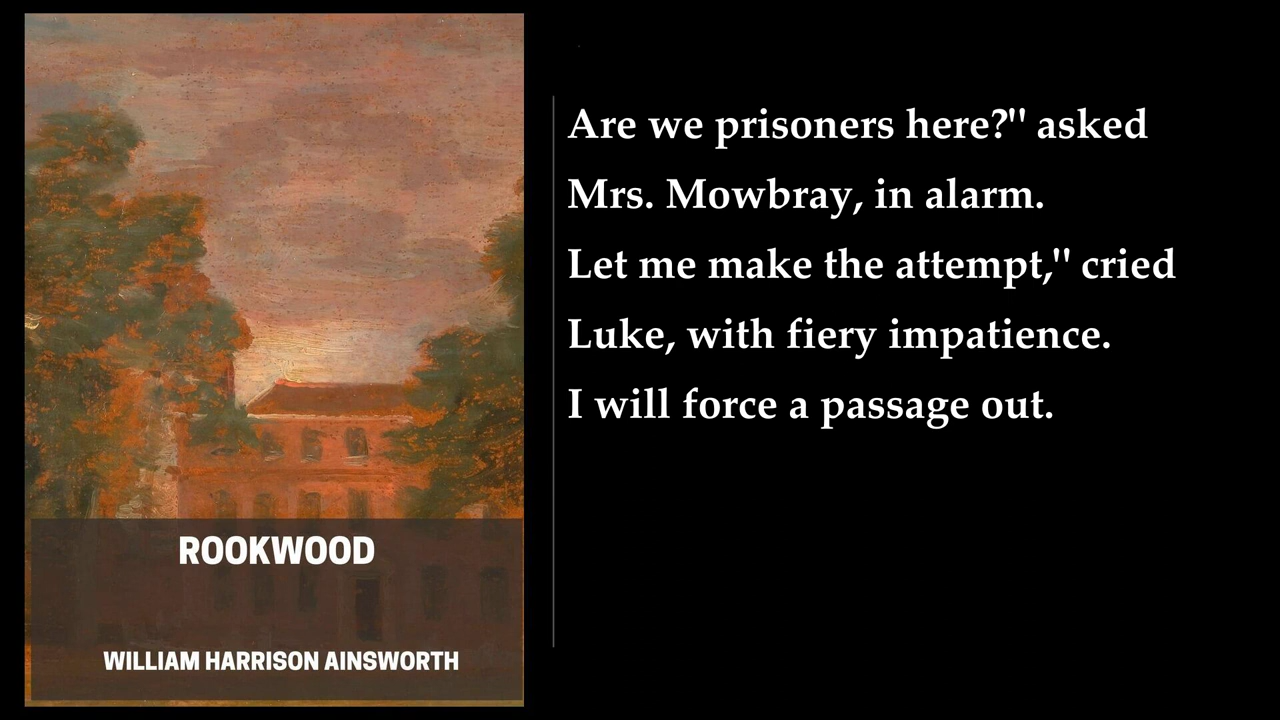 ROOKWOOD
WILLIAM HARRISON AINSWORTH
Are we prisoners here?" asked
Mrs. Mowbray, in alarm.
Let me make the attempt," cried
Luke, with fiery impatience.
I will force a passage out.